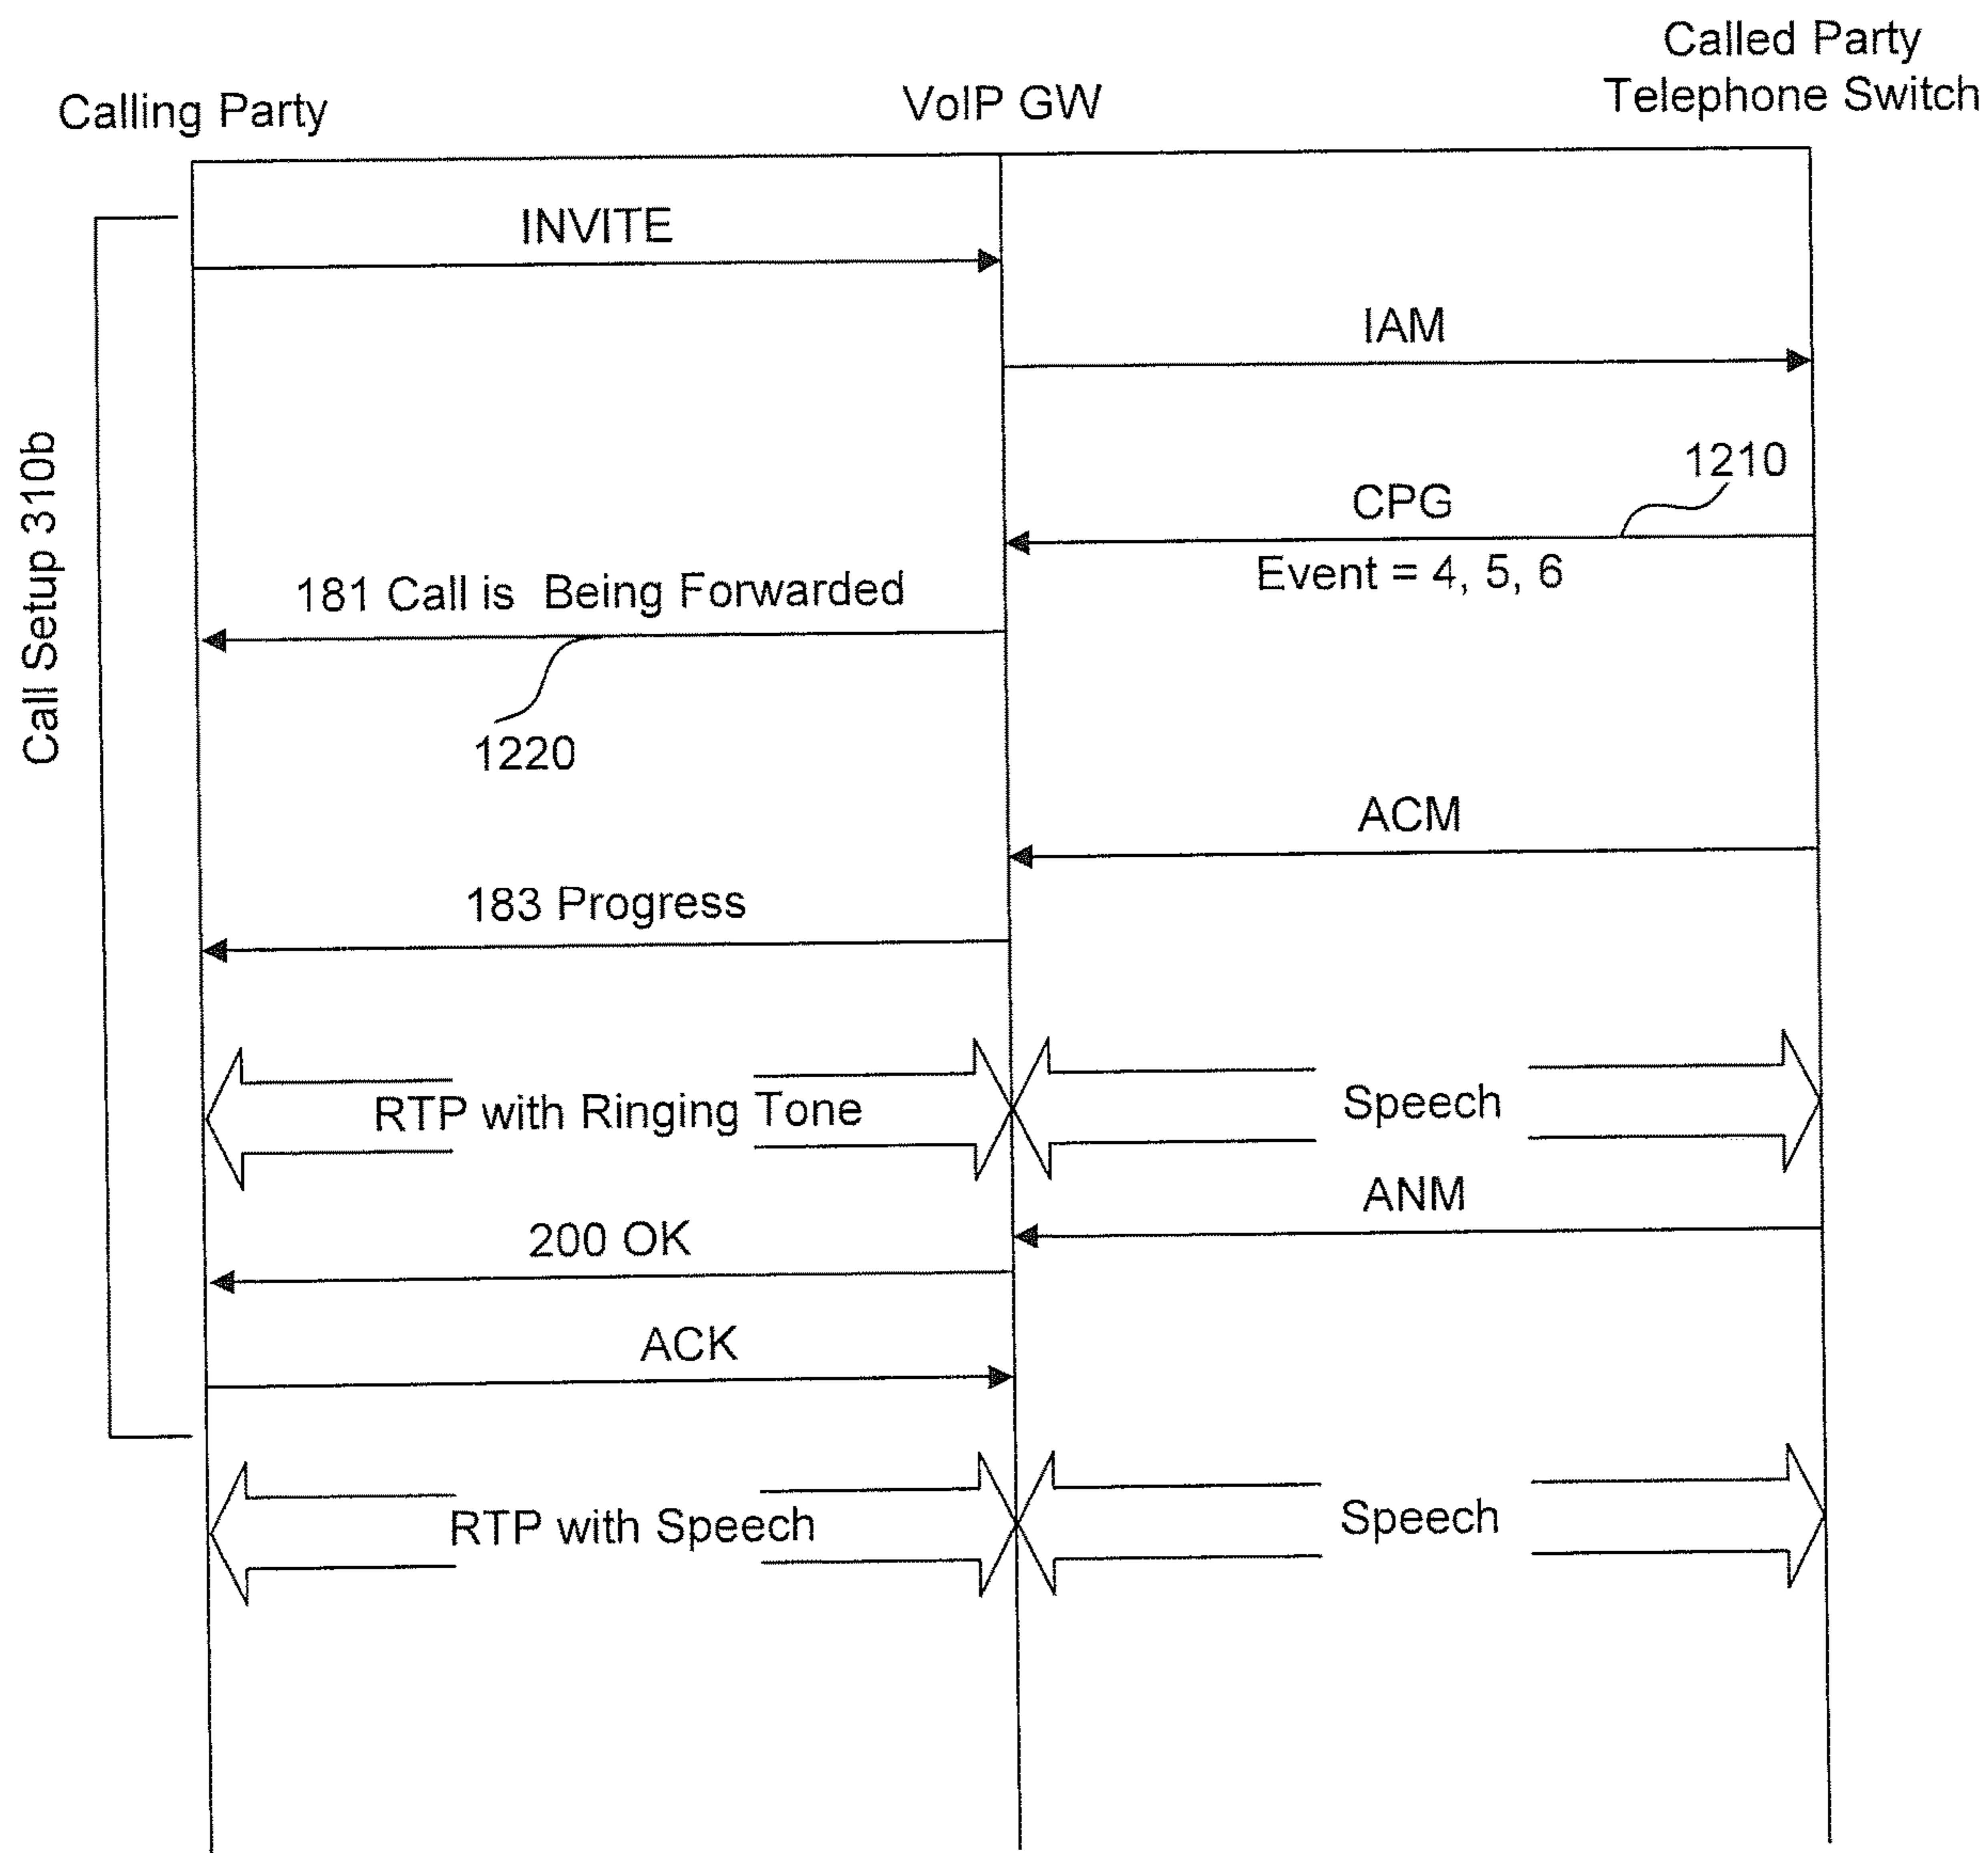 Called Party
Telephone Switch
Calling Party
VoIP GW
INVITE
IAM
1210
CPG
Event = 4, 5, 6
181 Call is Being Forwarded
1220
Call Setup 310b
ACM
183 Progress
RTP with Ringing Tone
Speech
ANM
200 OK
ACK
RTP with Speech
Speech